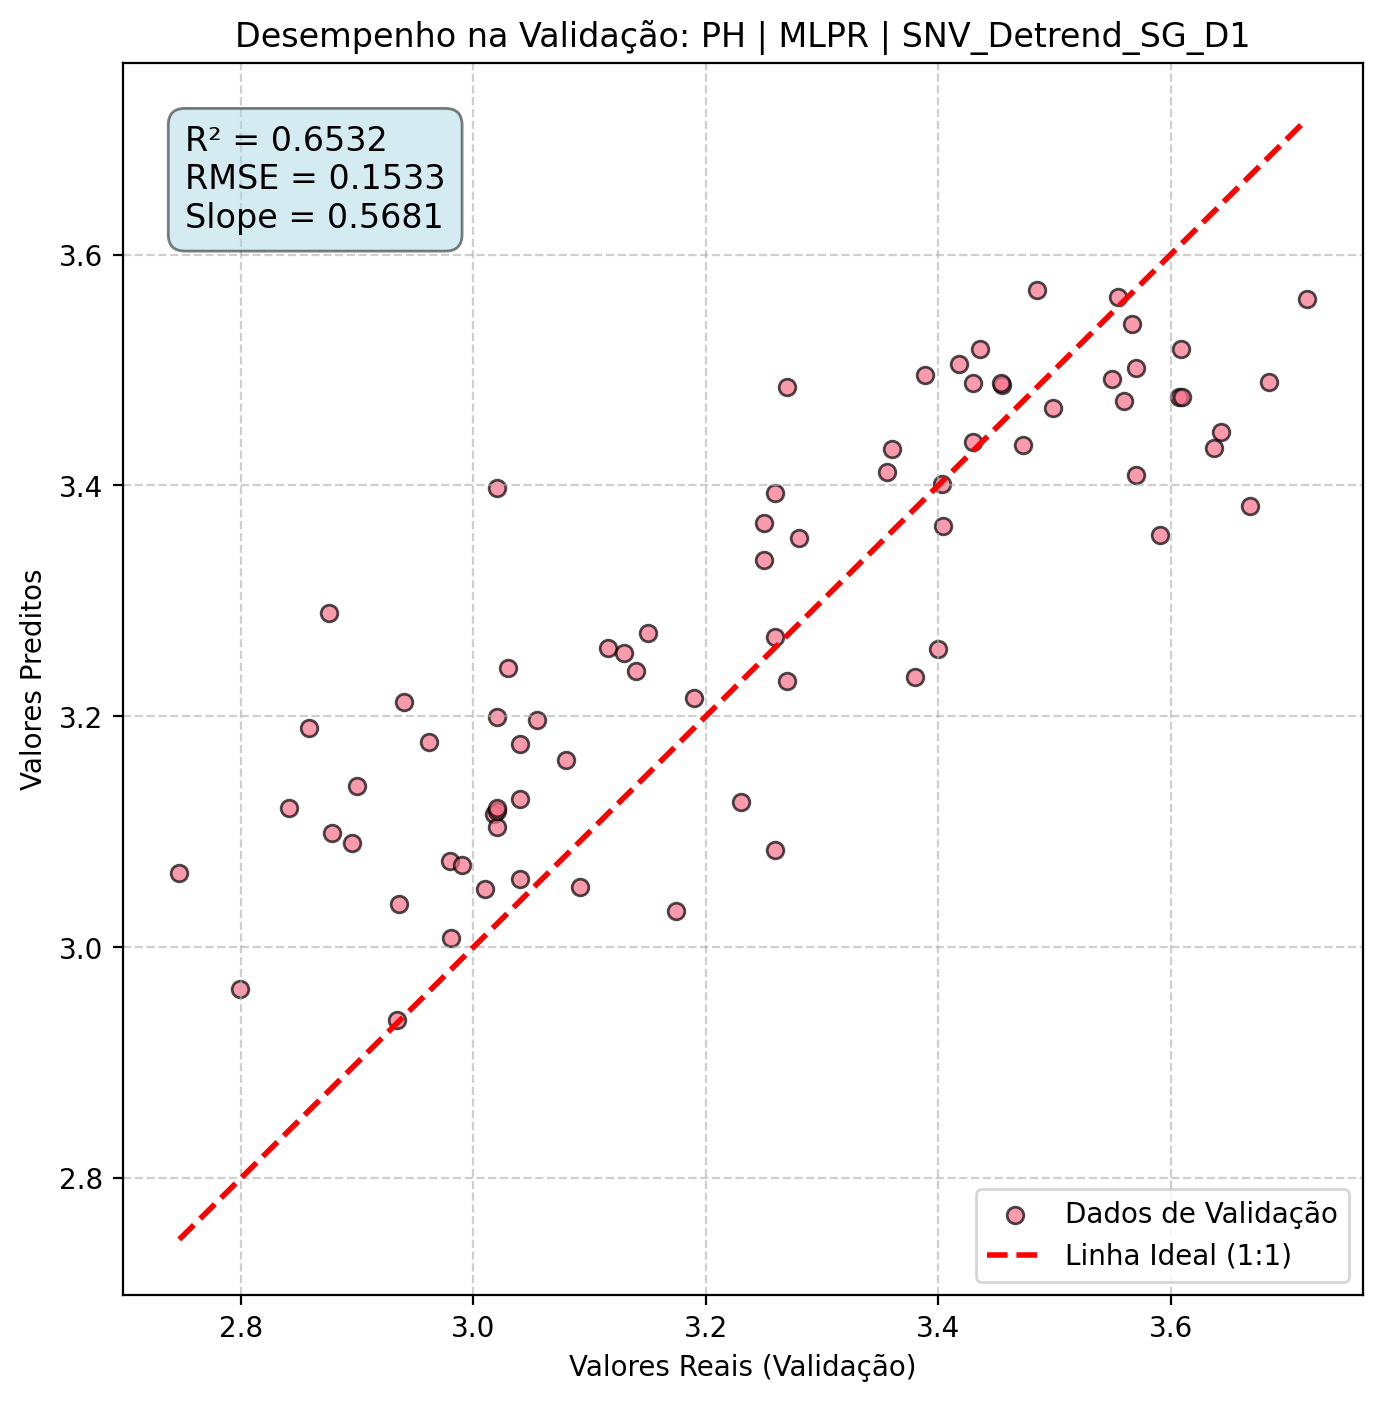 Desempenho na Validação: PH | MLPR | SNV_Detrend_SG_D1
R² = 0.6532
RMSE = 0.1533
Slope = 0.5681
3.6
3.4
3.2
3.0
2.8
Valores Preditos
Dados de Validação
Linha Ideal (1:1)
2.8
3.0
3.2
3.4
3.6
Valores Reais (Validação)